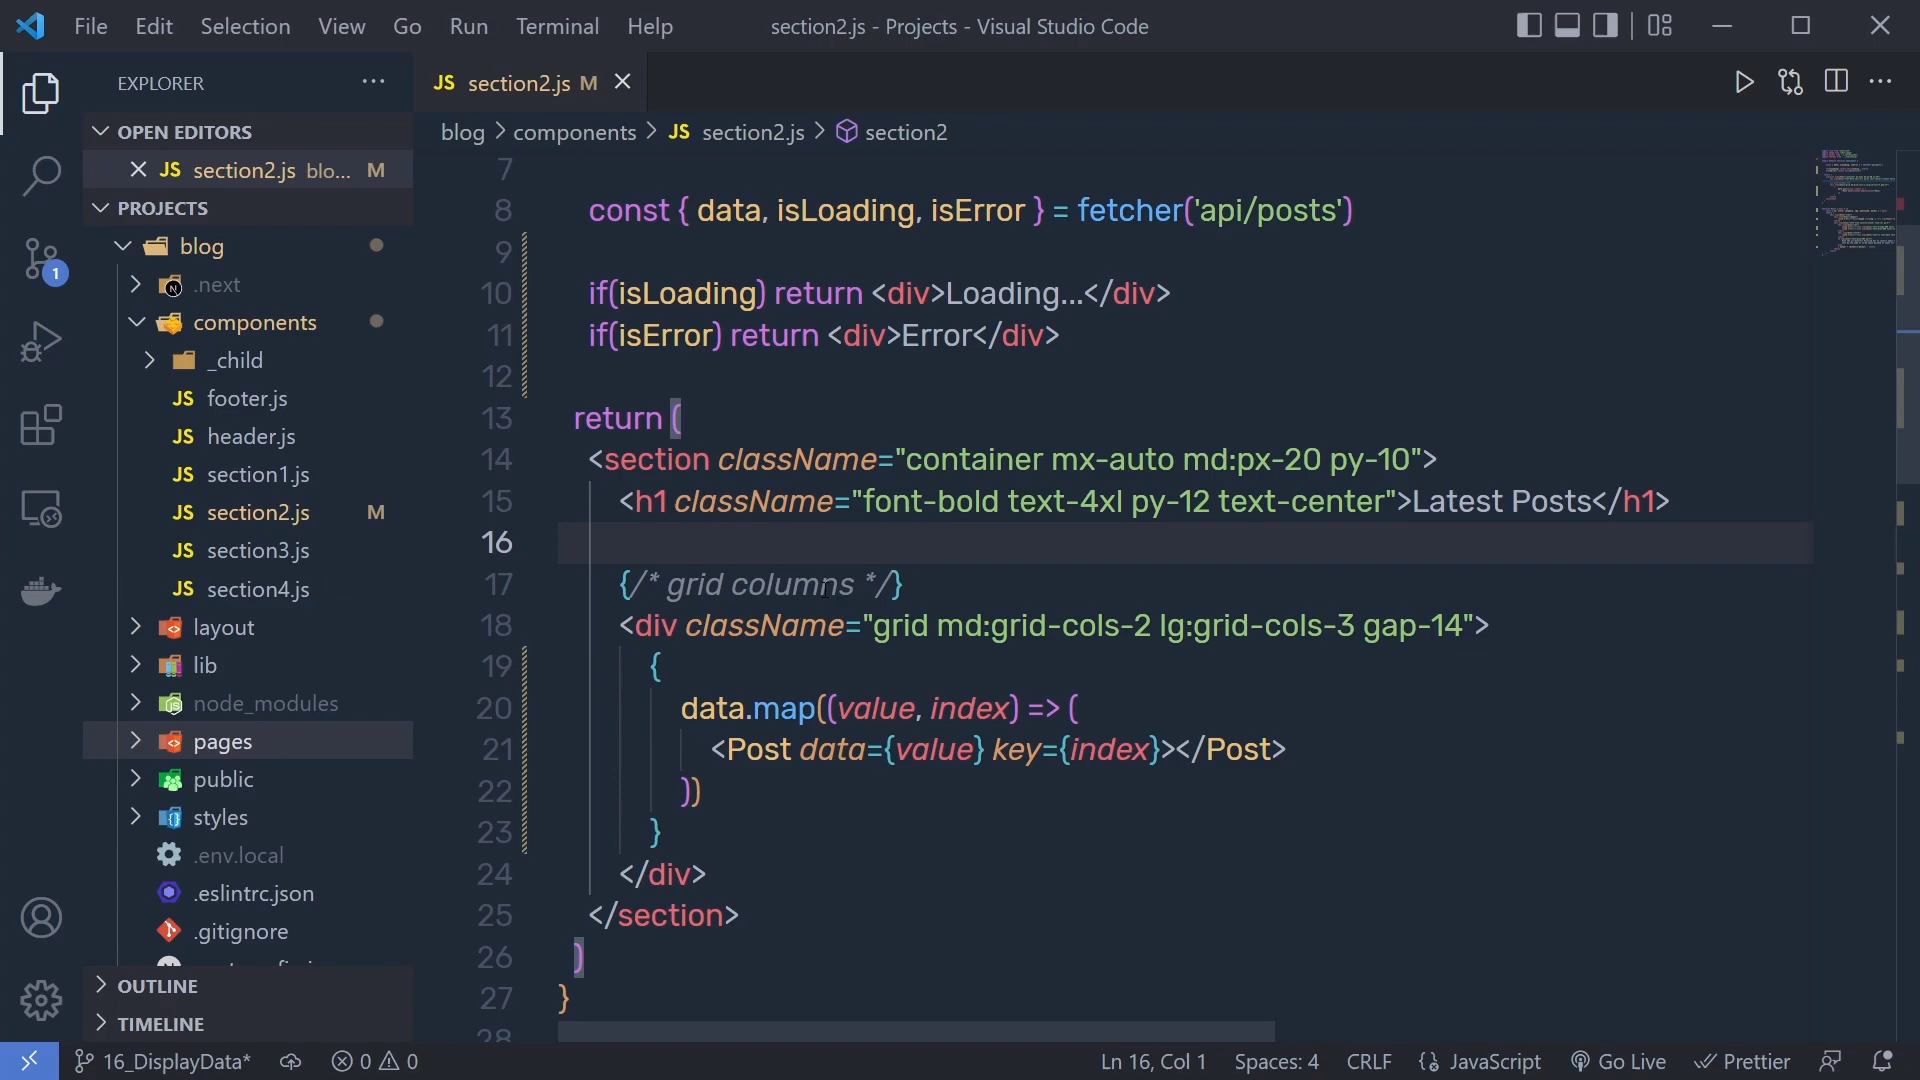 File Edit Selection View Go Run Terminal Help
section2.js - Projects - Visual Studio Code
EXPLORER ···
JS section2.js M
OPEN EDITORS
JS section2.js blo... M
PROJECTS
blog
.next
components
_child
JS footer.js
JS header.js
JS section1.js
JS section2.js M
JS section3.js
JS section4.js
layout
lib
node_modules
pages
public
styles
.env.local
.eslintrc.json
.gitignore
OUTLINE
TIMELINE
1
blog > components > JS section2.js > section2
7
8 const { data, isLoading, isError } = fetcher('api/posts')
9
10 if(isLoading) return <div>Loading...</div>
11 if(isError) return <div>Error</div>
12
13 return (
14 <section className="container mx-auto md:px-20 py-10">
15 <h1 className="font-bold text-4xl py-12 text-center">Latest Posts</h1>
16
17 {/* grid columns */}
18 <div className="grid md:grid-cols-2 lg:grid-cols-3 gap-14">
19 {
20 data.map((value, index) => (
21 <Post data={value} key={index}></Post>
22 ))
23 }
24 </div>
25 </section>
26 )
27 }
28
16_DisplayData* 0 0 Ln 16, Col 1 Spaces: 4 CRLF {} JavaScript Go Live Prettier